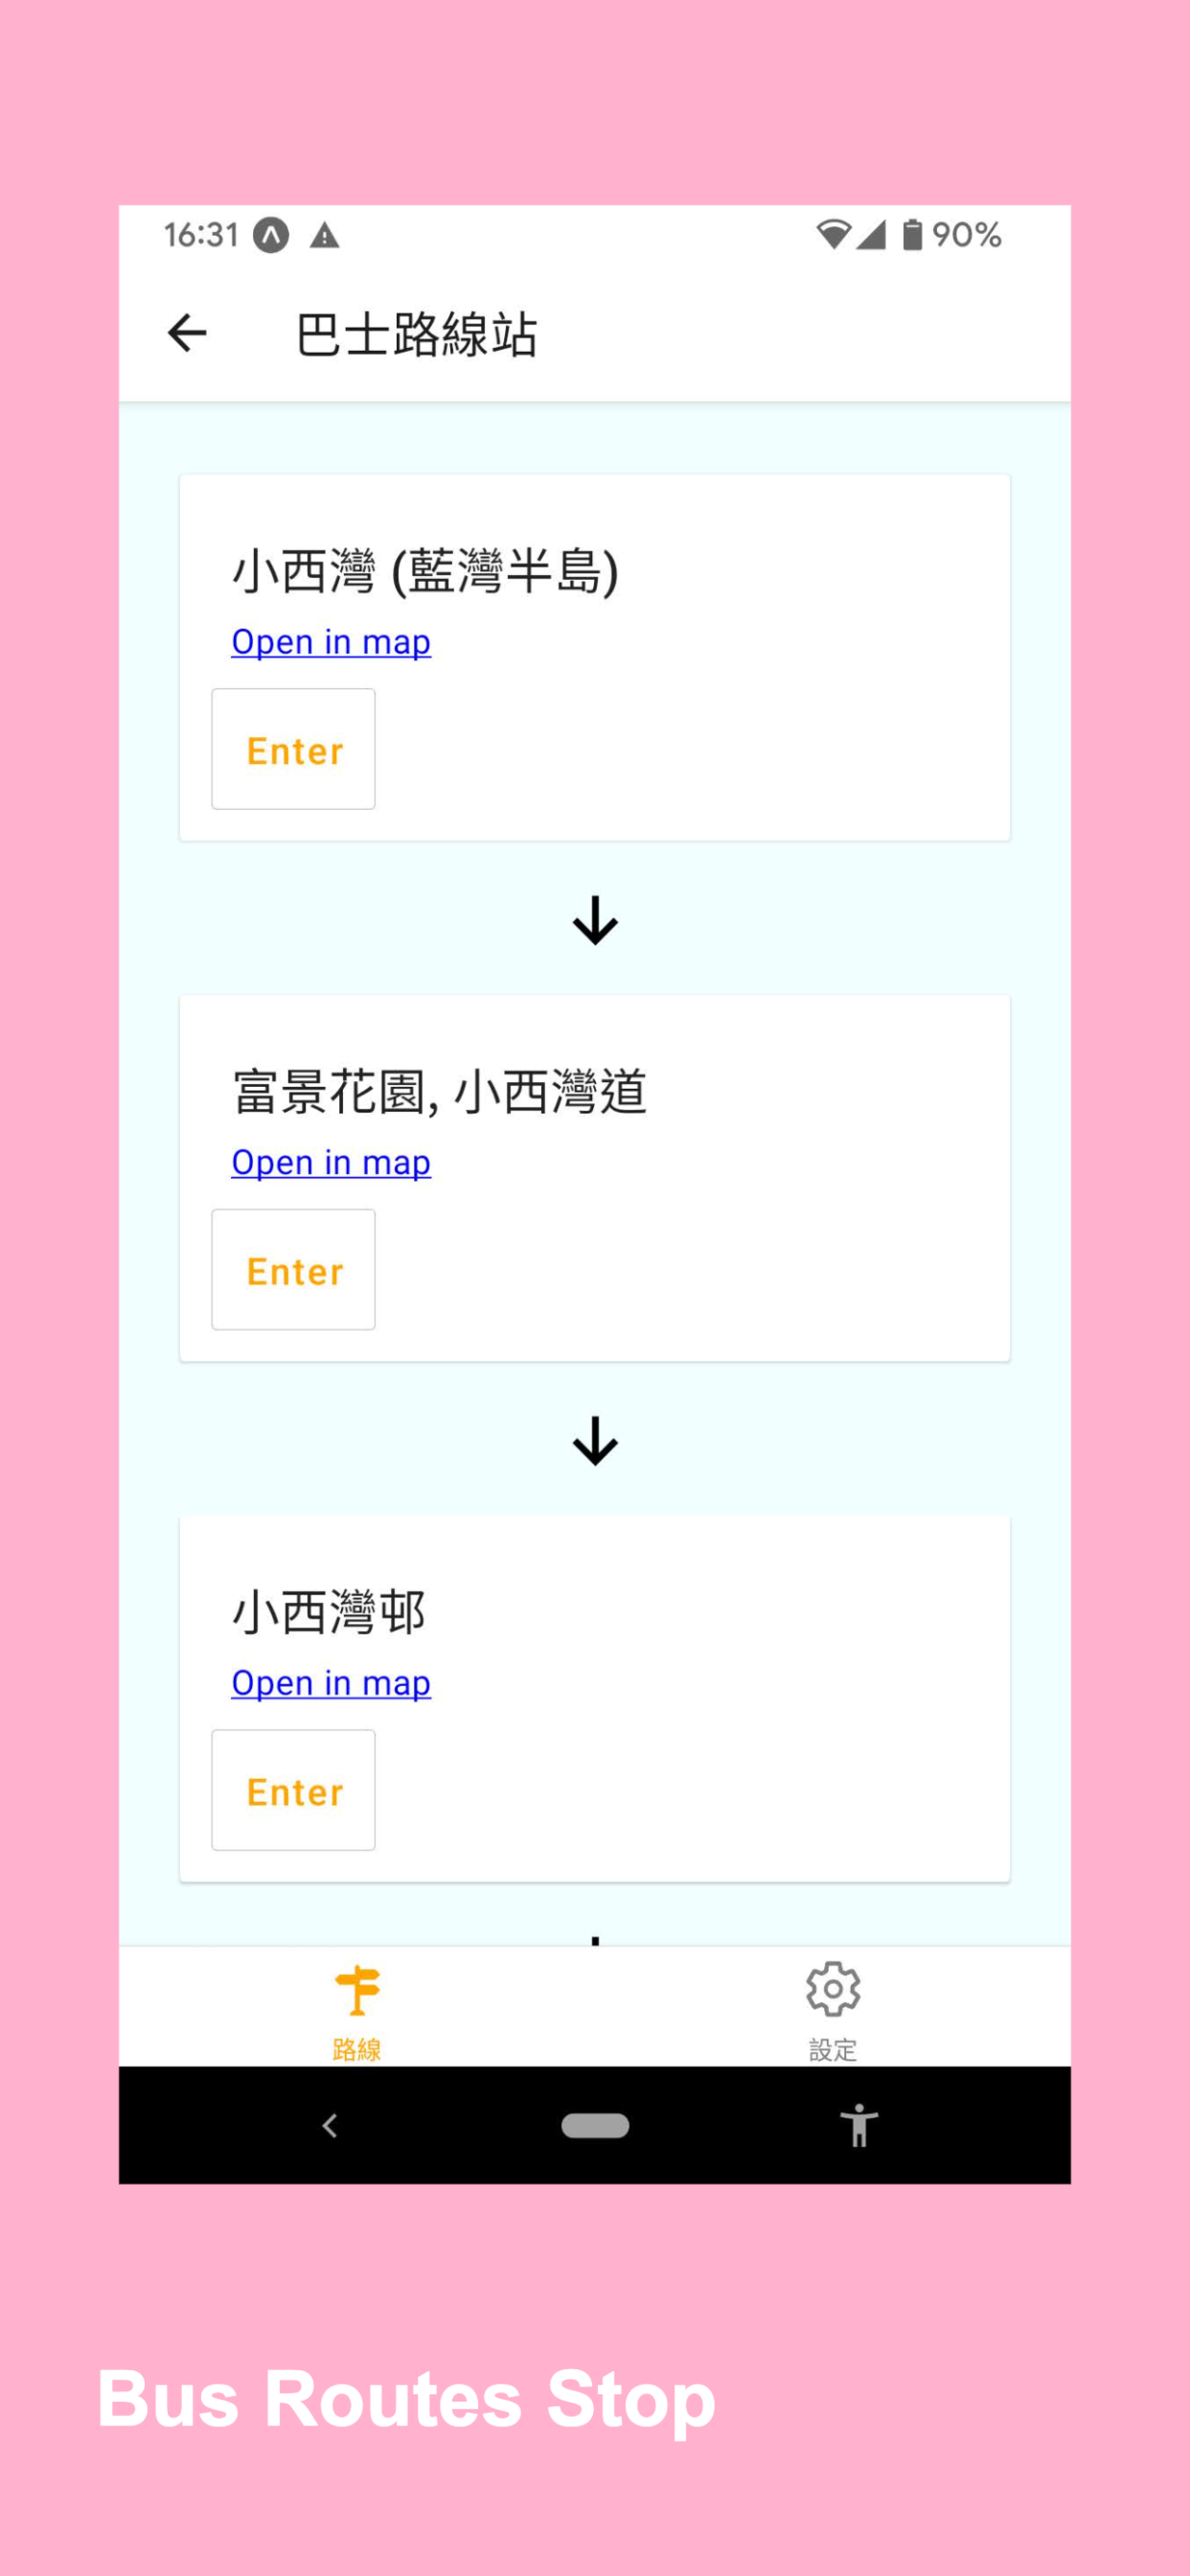 16:31 90%
巴士路線站
小西灣 (藍灣半島)
Open in map
Enter
富景花園, 小西灣道
Open in map
Enter
小西灣邨
Open in map
Enter
路線 設定
Bus Routes Stop